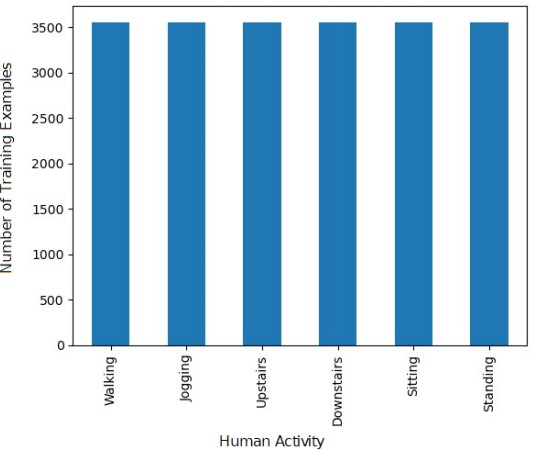 Number of Training Examples
3500
3000
2500
2000
1500
1000
500
0
Walking
Jogging
Upstairs
Downstairs
Sitting
Standing
Human Activity